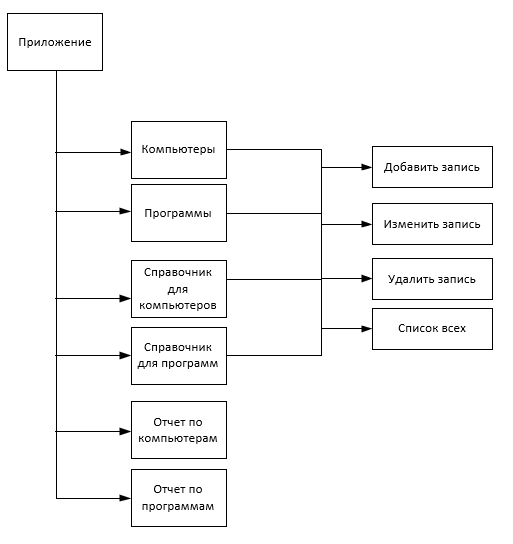 Приложение
Компьютеры
Программы
Справочник
для
компьютеров
Справочник
для программ
Отчет по
компьютерам
Отчет по
программам
Добавить запись
Изменить запись
Удалить запись
Список всех